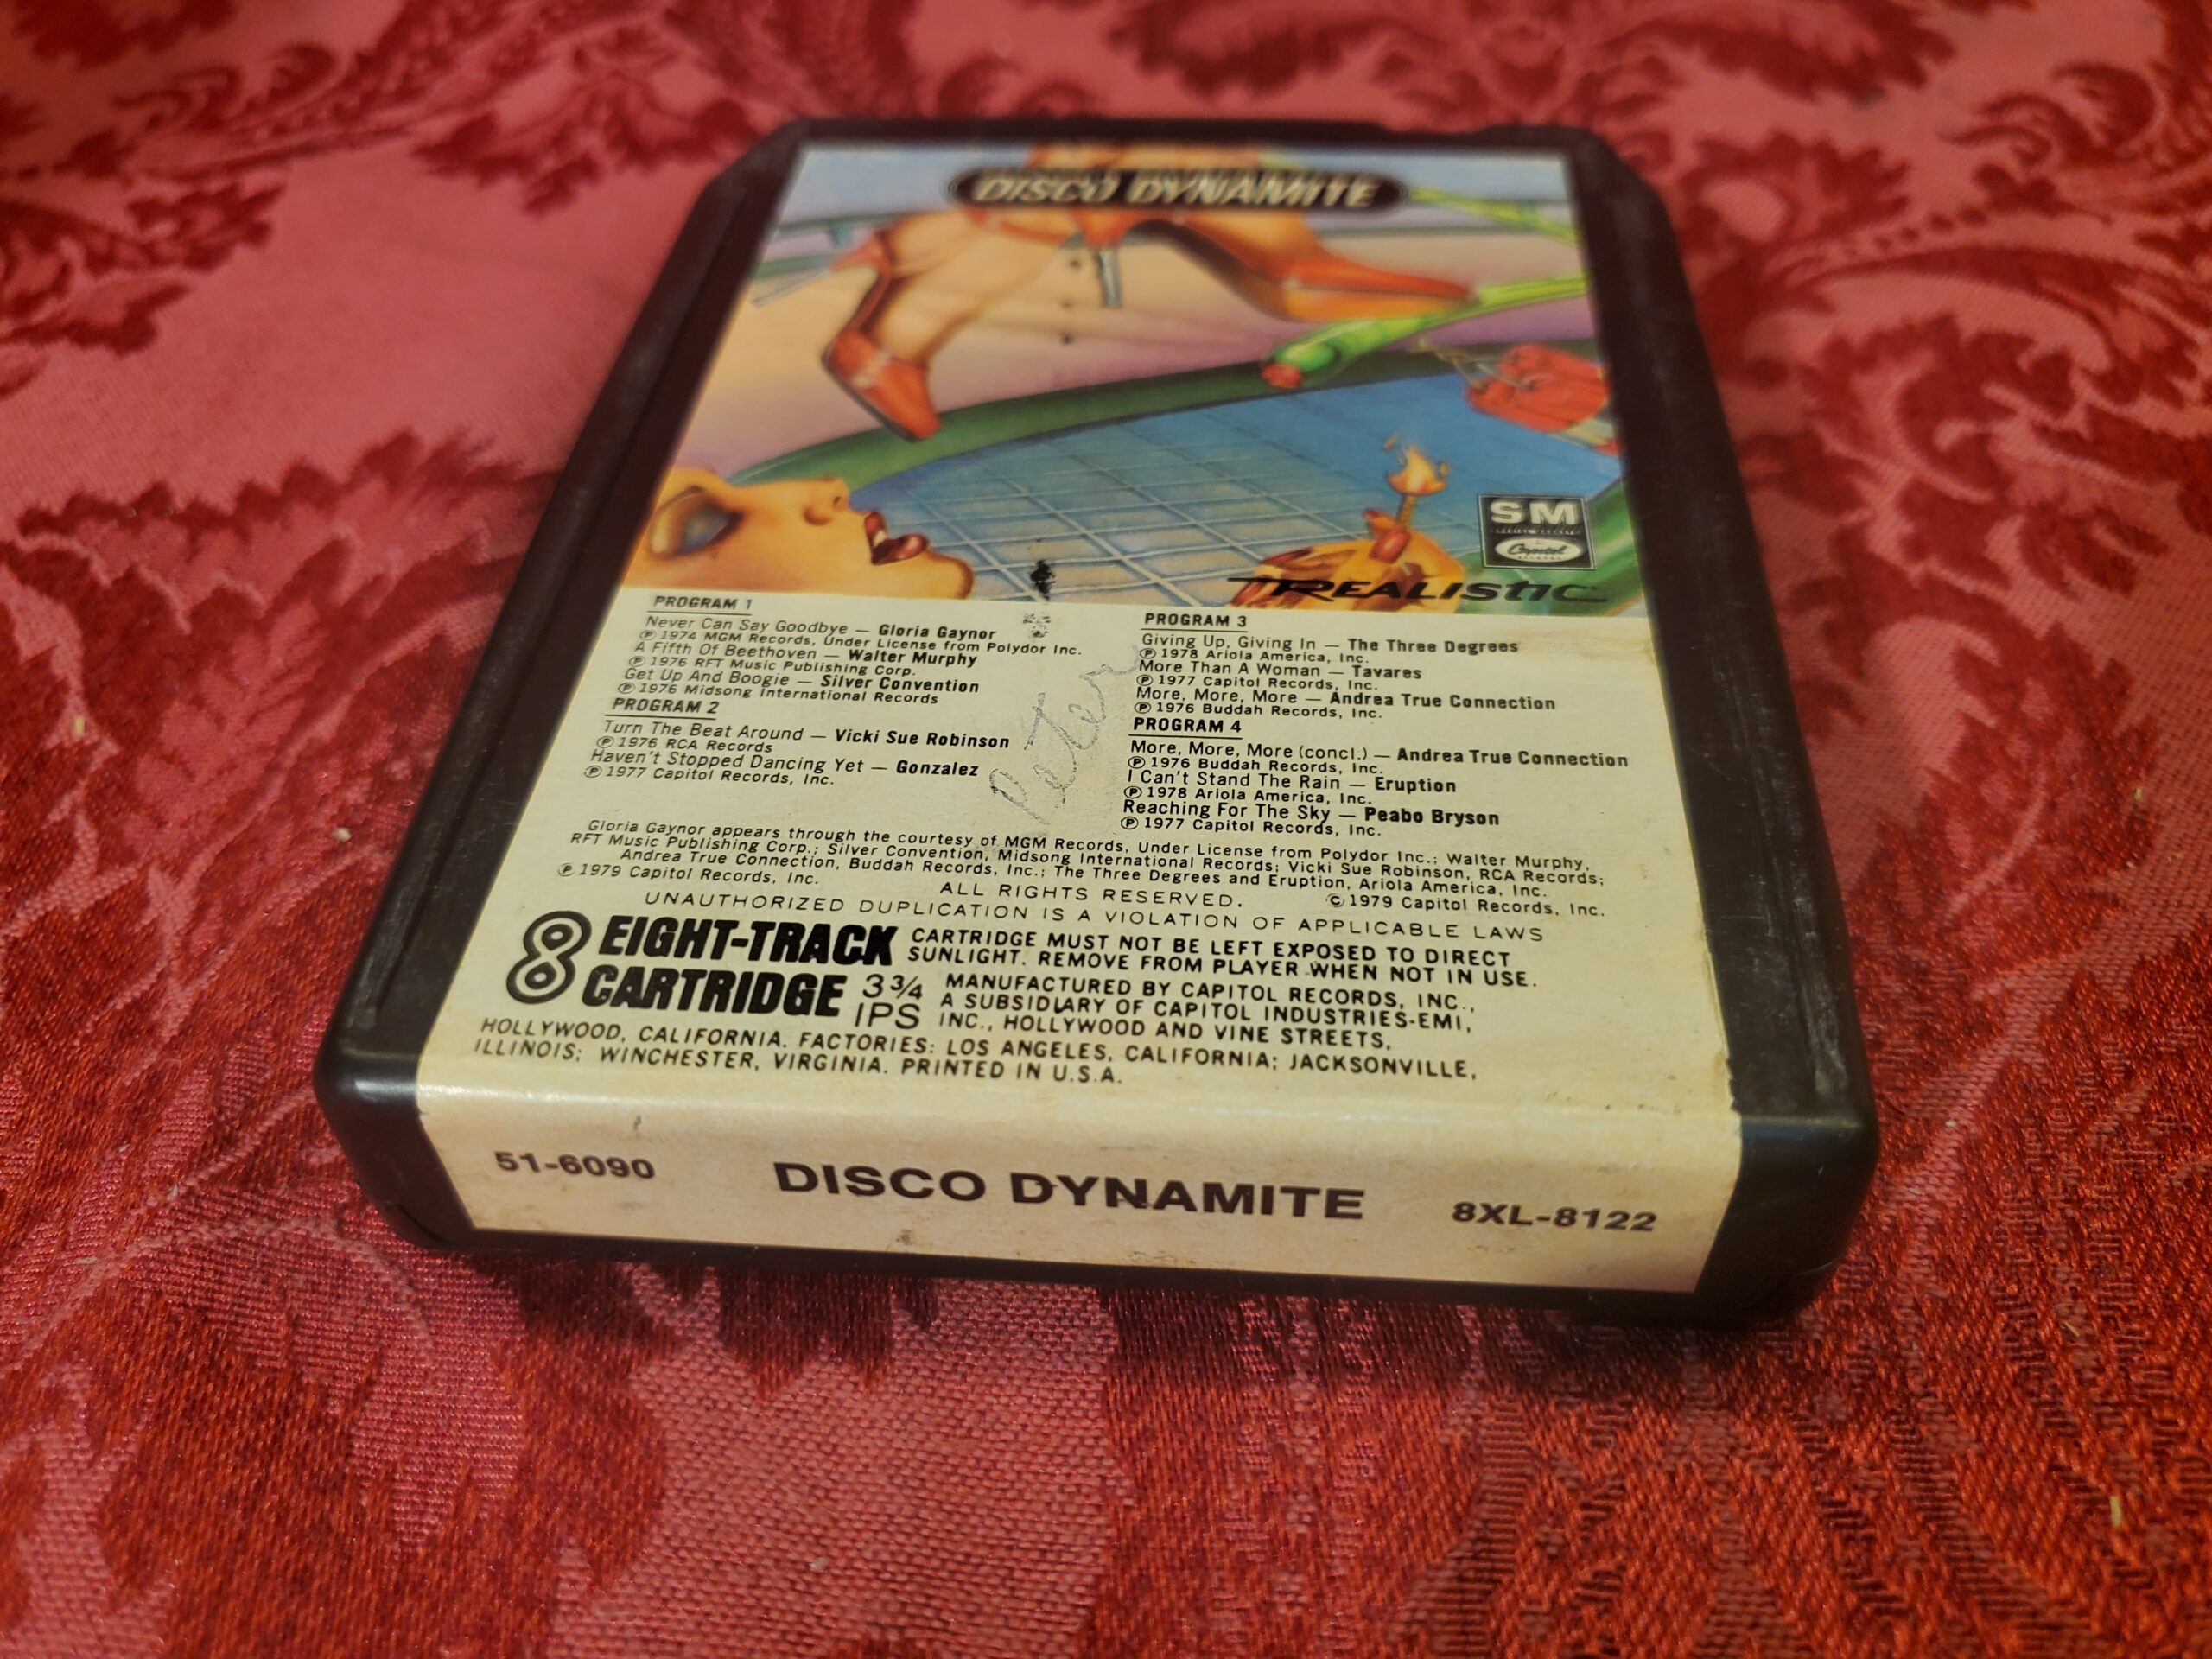 DISCO DYNAMITE
SM
Capitol
REALISTIC
PROGRAM 1
Never Can Say Goodbye — Gloria Gaynor
Ⓟ 1974 MGM Records, Under License from Polydor Inc.
A Fifth Of Beethoven — Walter Murphy
Ⓟ 1976 RFT Music Publishing Corp.
Get Up And Boogie — Silver Convention
Ⓟ 1976 Midsong International Records
PROGRAM 2
Turn The Beat Around — Vicki Sue Robinson
Ⓟ 1976 RCA Records
Haven't Stopped Dancing Yet — Gonzalez
Ⓟ 1977 Capitol Records, Inc.
Peter
PROGRAM 3
Giving Up, Giving In — The Three Degrees
Ⓟ 1978 Ariola America, Inc.
More Than A Woman — Tavares
Ⓟ 1977 Capitol Records, Inc.
More, More, More — Andrea True Connection
Ⓟ 1976 Buddah Records, Inc.
PROGRAM 4
More, More, More (concl.) — Andrea True Connection
Ⓟ 1976 Buddah Records, Inc.
I Can't Stand The Rain — Eruption
Ⓟ 1978 Ariola America, Inc.
Reaching For The Sky — Peabo Bryson
Ⓟ 1977 Capitol Records, Inc.
Gloria Gaynor appears through the courtesy of MGM Records, Under License from Polydor Inc.; Walter Murphy,
RFT Music Publishing Corp.; Silver Convention, Midsong International Records; Vicki Sue Robinson, RCA Records;
Andrea True Connection, Buddah Records, Inc.; The Three Degrees and Eruption, Ariola America, Inc.
Ⓟ 1979 Capitol Records, Inc. ALL RIGHTS RESERVED. © 1979 Capitol Records, Inc.
UNAUTHORIZED DUPLICATION IS A VIOLATION OF APPLICABLE LAWS
8 EIGHT-TRACK CARTRIDGE 3¾ IPS
CARTRIDGE MUST NOT BE LEFT EXPOSED TO DIRECT
SUNLIGHT. REMOVE FROM PLAYER WHEN NOT IN USE.
MANUFACTURED BY CAPITOL RECORDS, INC.,
A SUBSIDIARY OF CAPITOL INDUSTRIES-EMI,
INC., HOLLYWOOD AND VINE STREETS,
HOLLYWOOD, CALIFORNIA. FACTORIES: LOS ANGELES, CALIFORNIA; JACKSONVILLE,
ILLINOIS; WINCHESTER, VIRGINIA. PRINTED IN U.S.A.
51-6090 DISCO DYNAMITE 8XL-8122